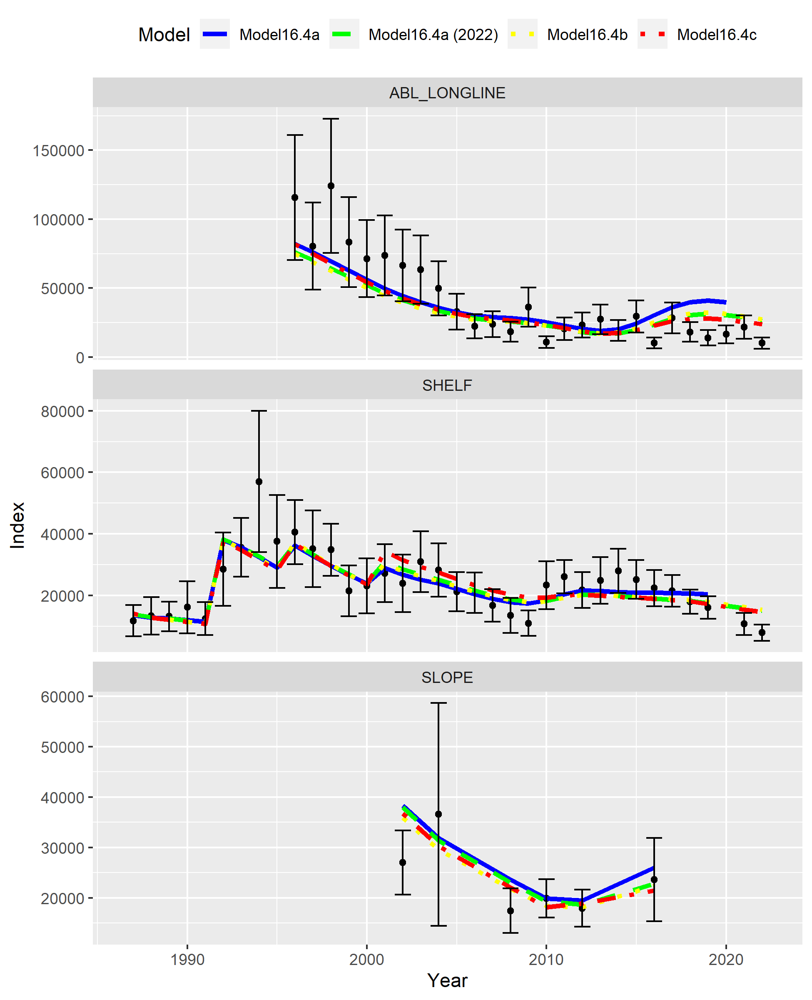 Model Model16.4a Model16.4a (2022) Model16.4b Model16.4c
ABL_LONGLINE
150000
100000
50000
0
SHELF
80000
60000
40000
20000
Index
SLOPE
60000
50000
40000
30000
20000
1990 2000 2010 2020
Year